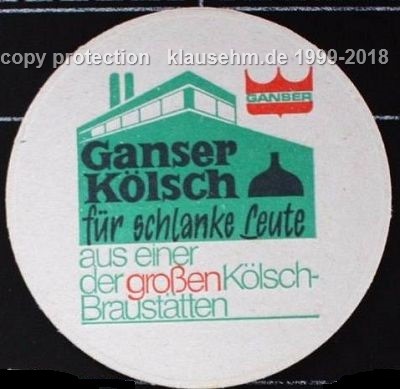 copy protection klausehm.de 1999-2018
GANSER
Ganser
Kölsch
für schlanke Leute
aus einer
der großen Kölsch-
Braustätten